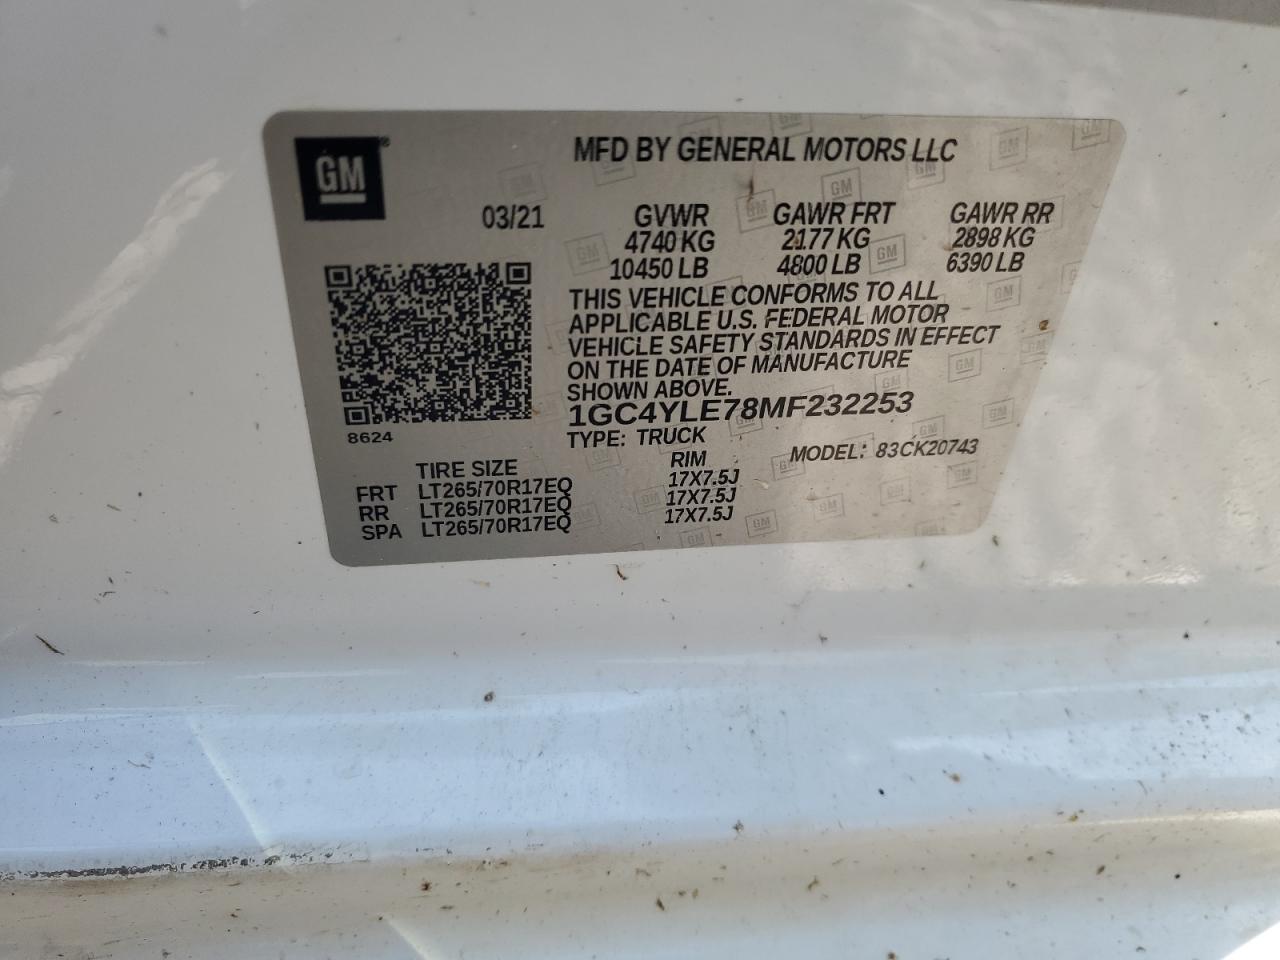 GM ®
MFD BY GENERAL MOTORS LLC
03/21 GVWR GAWR FRT GAWR RR
4740 KG 2177 KG 2898 KG
10450 LB 4800 LB 6390 LB
THIS VEHICLE CONFORMS TO ALL
APPLICABLE U.S. FEDERAL MOTOR
VEHICLE SAFETY STANDARDS IN EFFECT
ON THE DATE OF MANUFACTURE
SHOWN ABOVE.
1GC4YLE78MF232253
8624
TYPE: TRUCK MODEL: 83CK20743
TIRE SIZE RIM
FRT LT265/70R17EQ 17X7.5J
RR LT265/70R17EQ 17X7.5J
SPA LT265/70R17EQ 17X7.5J